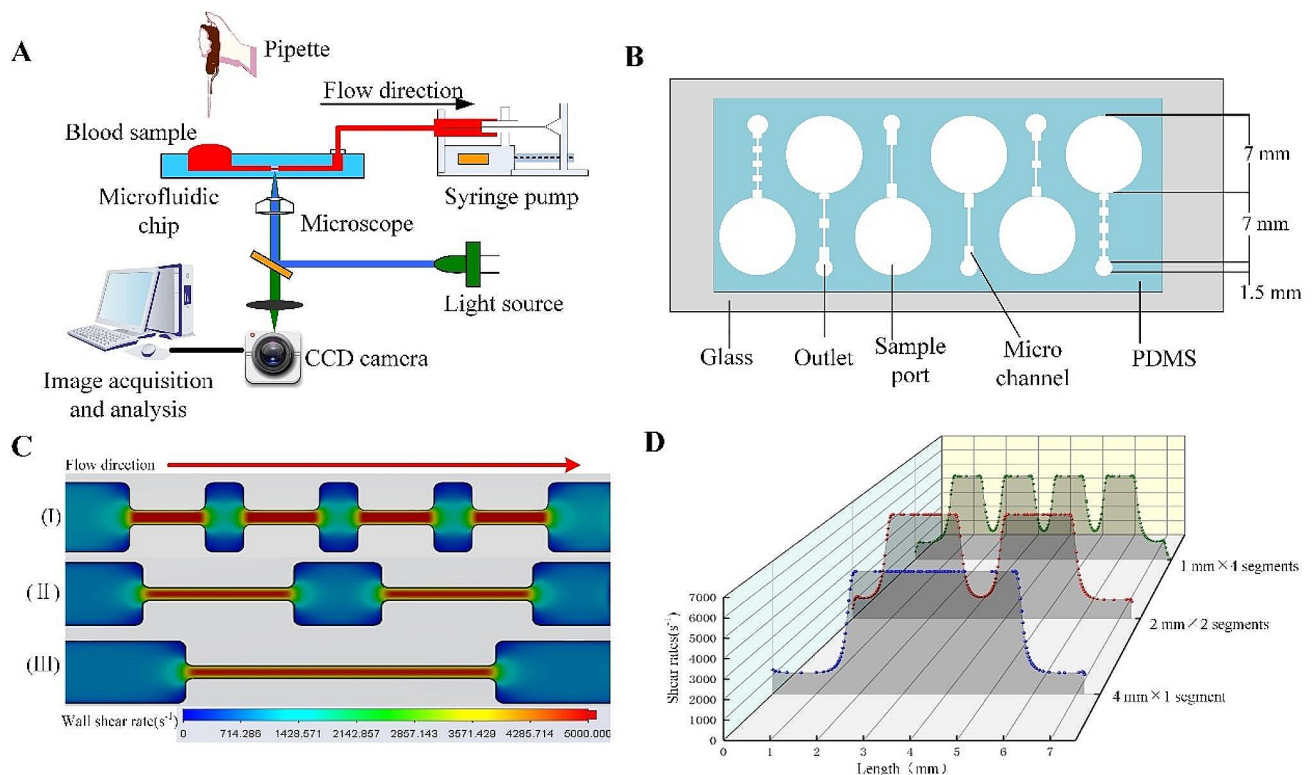 A
Pipette
Flow direction
Blood sample
Syringe pump
Microfluidic
chip
Microscope
Light source
CCD camera
Image acquisition
and analysis
B
7 mm
7 mm
1.5 mm
Glass
Outlet
Sample
port
Micro
channel
PDMS
C
Flow direction
(I)
(II)
(III)
Wall shear rate(s⁻¹)
0 714.286 1428.571 2142.857 2857.143 3571.429 4285.714 5000.000
D
7000
6000
5000
4000
3000
2000
1000
0
Shear rates(s⁻¹)
0 1 2 3 4 5 6 7
Length (mm)
1 mm×4 segments
2 mm×2 segments
4 mm×1 segment